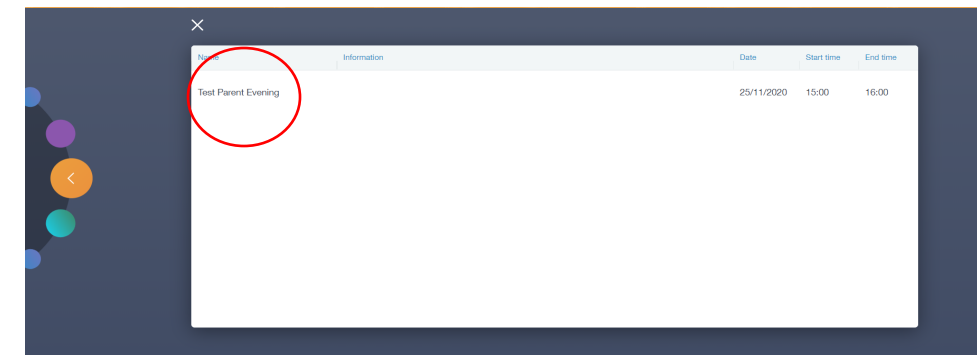 Name Information Date Start time End time
Test Parent Evening 25/11/2020 15:00 16:00